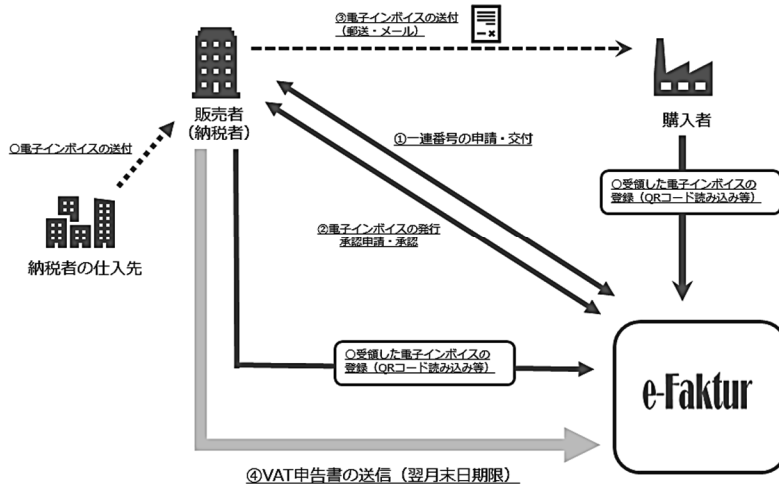 ③電子インボイスの送付
(郵送・メール)
販売者
(納税者)
購入者
①一連番号の申請・交付
〇電子インボイスの送付
〇受領した電子インボイスの
登録（QRコード読み込み等）
②電子インボイスの発行
承認申請・承認
納税者の仕入先
〇受領した電子インボイスの
登録（QRコード読み込み等）
e-Faktur
④VAT申告書の送信（翌月末日期限）